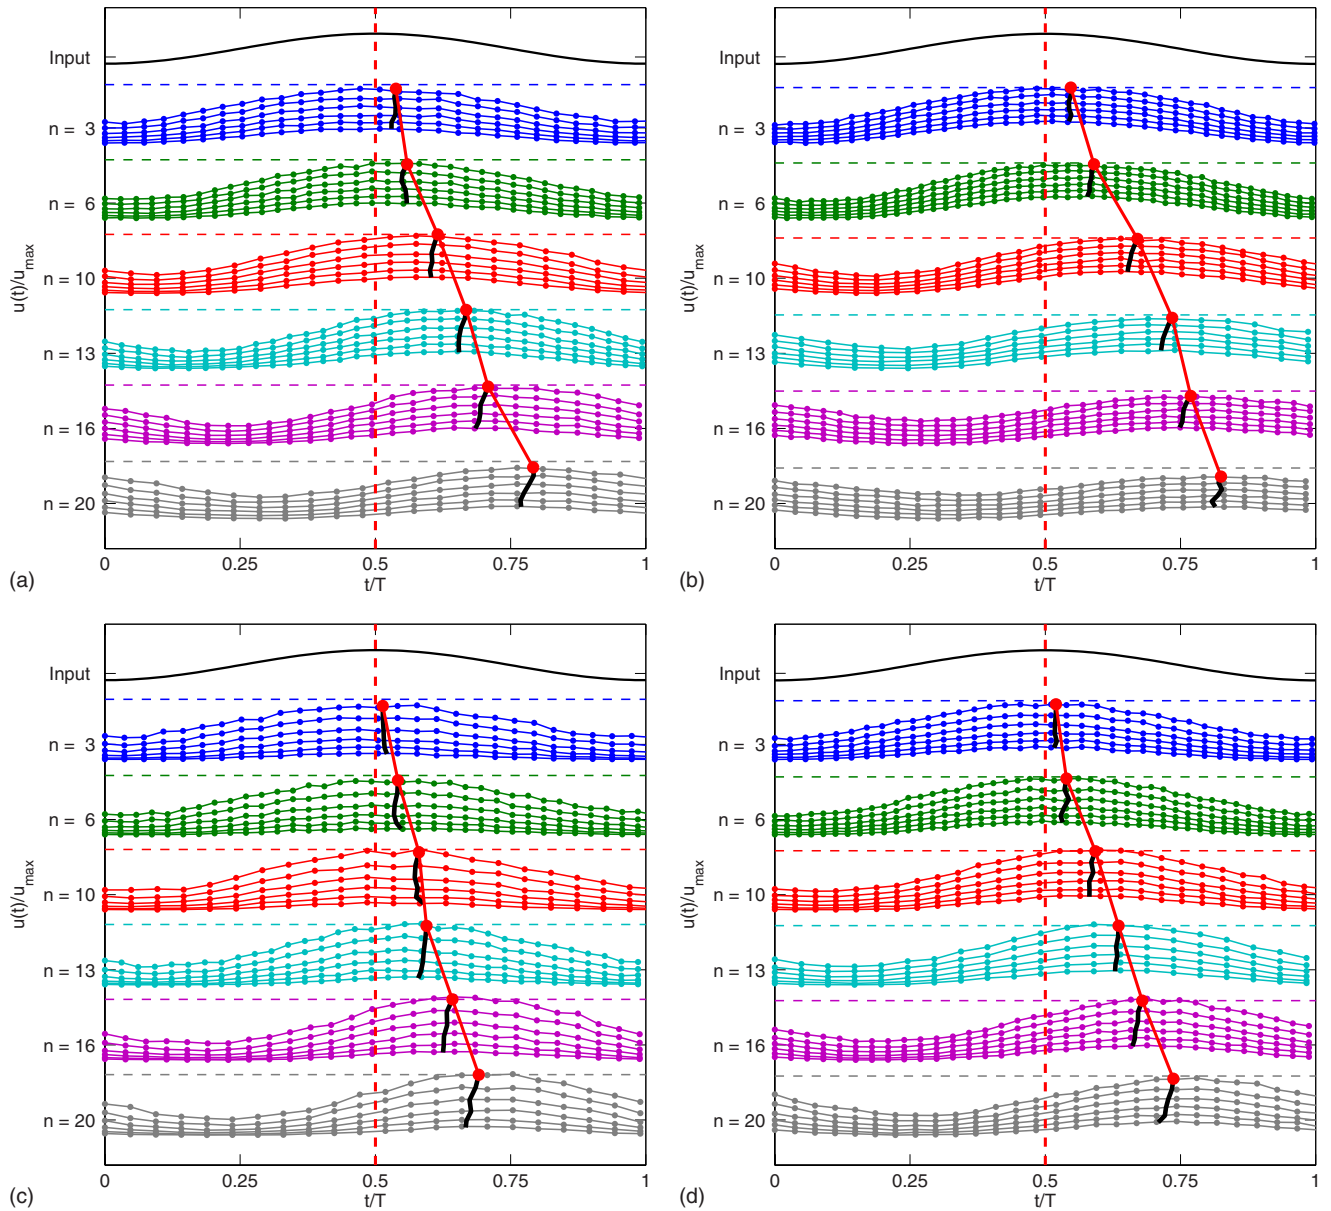 Input
n = 3
n = 6
n = 10
n = 13
n = 16
n = 20
u(t)/u_max
0 0.25 0.5 0.75 1
t/T
(a)
Input
n = 3
n = 6
n = 10
n = 13
n = 16
n = 20
u(t)/u_max
0 0.25 0.5 0.75 1
t/T
(b)
Input
n = 3
n = 6
n = 10
n = 13
n = 16
n = 20
u(t)/u_max
0 0.25 0.5 0.75 1
t/T
(c)
Input
n = 3
n = 6
n = 10
n = 13
n = 16
n = 20
u(t)/u_max
0 0.25 0.5 0.75 1
t/T
(d)